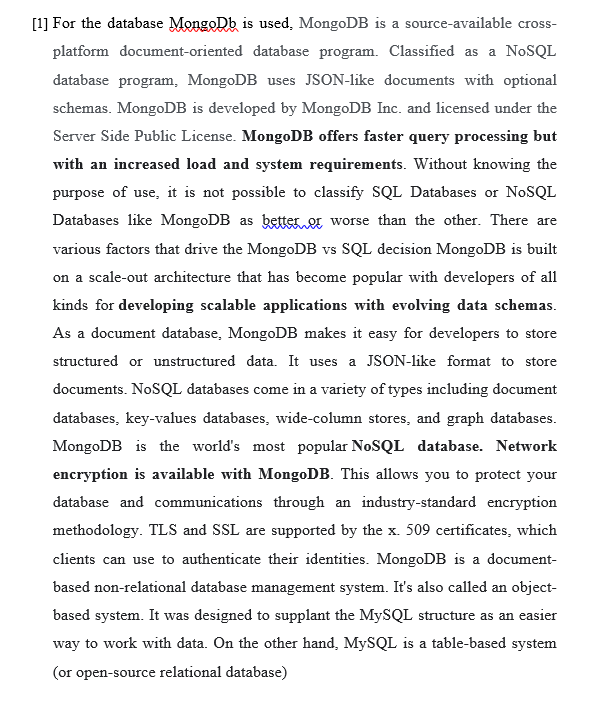 [1] For the database MongoDb is used, MongoDB is a source-available cross-
platform document-oriented database program. Classified as a NoSQL
database program, MongoDB uses JSON-like documents with optional
schemas. MongoDB is developed by MongoDB Inc. and licensed under the
Server Side Public License. MongoDB offers faster query processing but
with an increased load and system requirements. Without knowing the
purpose of use, it is not possible to classify SQL Databases or NoSQL
Databases like MongoDB as better or worse than the other. There are
various factors that drive the MongoDB vs SQL decision MongoDB is built
on a scale-out architecture that has become popular with developers of all
kinds for developing scalable applications with evolving data schemas.
As a document database, MongoDB makes it easy for developers to store
structured or unstructured data. It uses a JSON-like format to store
documents. NoSQL databases come in a variety of types including document
databases, key-values databases, wide-column stores, and graph databases.
MongoDB is the world's most popular NoSQL database. Network
encryption is available with MongoDB. This allows you to protect your
database and communications through an industry-standard encryption
methodology. TLS and SSL are supported by the x. 509 certificates, which
clients can use to authenticate their identities. MongoDB is a document-
based non-relational database management system. It's also called an object-
based system. It was designed to supplant the MySQL structure as an easier
way to work with data. On the other hand, MySQL is a table-based system
(or open-source relational database)